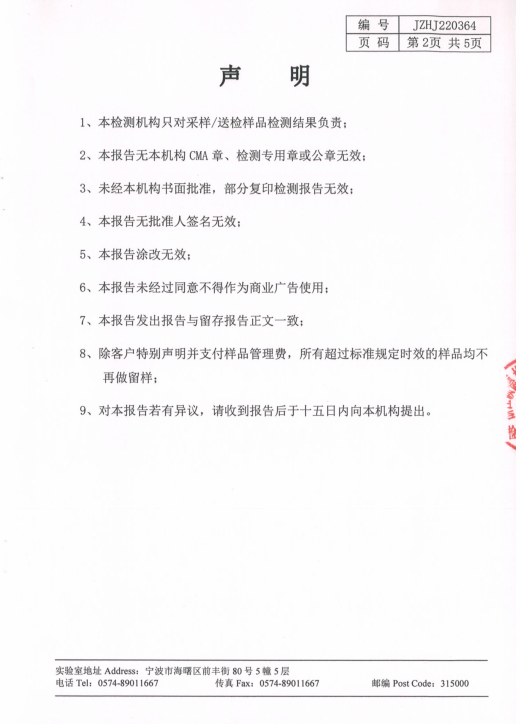 编 号 JZHJ220364
页 码 第 2页 共 5页
声 明
1、本检测机构只对采样/送检样品检测结果负责；
2、本报告无本机构 CMA 章、检测专用章或公章无效；
3、未经本机构书面批准，部分复印检测报告无效；
4、本报告无批准人签名无效；
5、本报告涂改无效；
6、本报告未经过同意不得作为商业广告使用；
7、本报告发出报告与留存报告正文一致；
8、除客户特别声明并支付样品管理费，所有超过标准规定时效的样品均不
再做留样；
9、对本报告若有异议，请收到报告后于十五日内向本机构提出。
实验室地址 Address：宁波市海曙区前丰街 80 号 5 幢 5 层
电话 Tel：0574-89011667 传真 Fax：0574-89011667 邮编 Post Code：315000